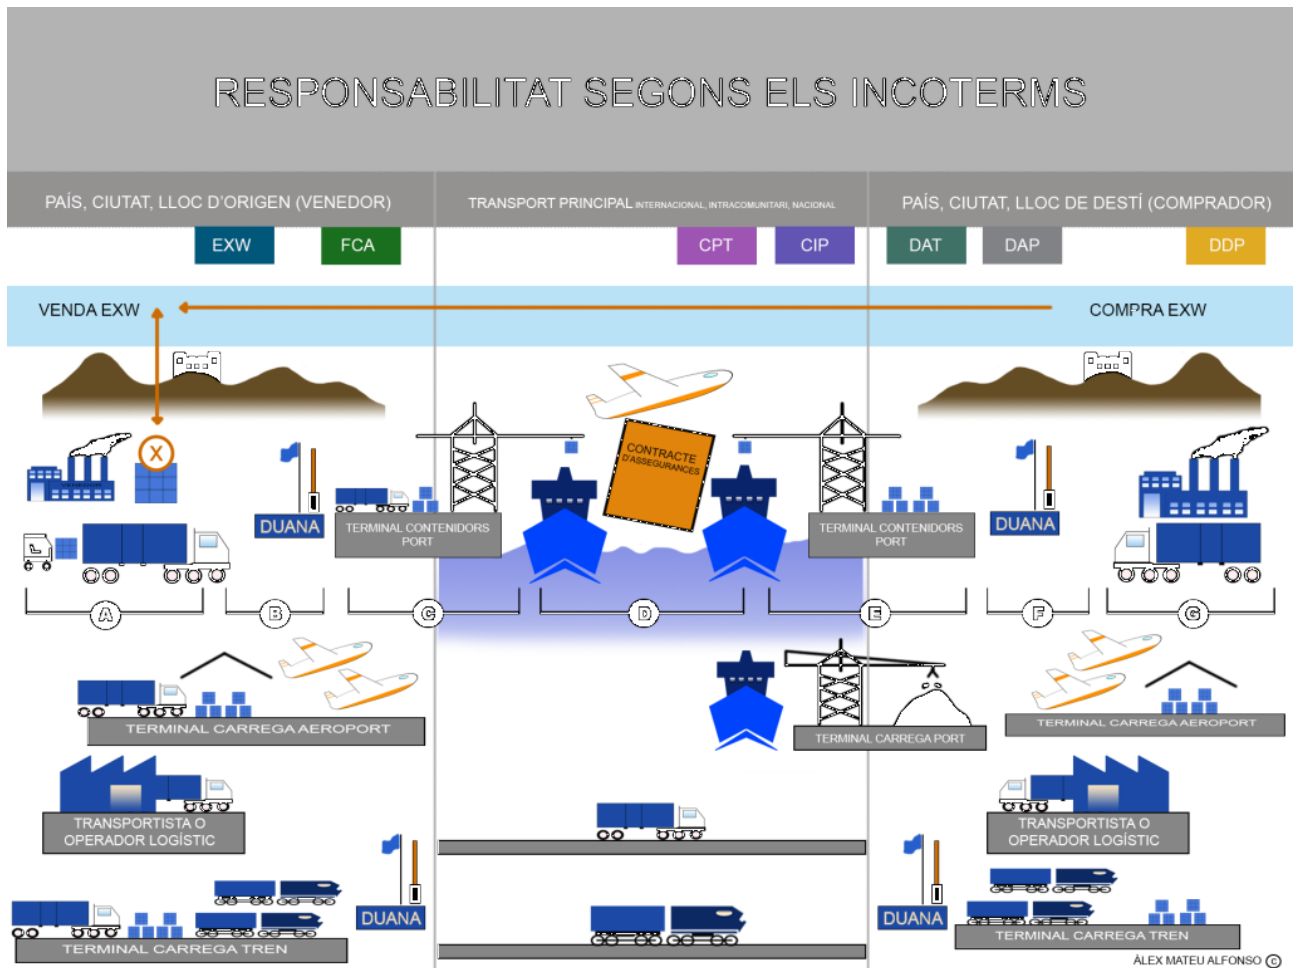 RESPONSABILITAT SEGONS ELS INCOTERMS
PAÍS, CIUTAT, LLOC D'ORIGEN (VENEDOR)
TRANSPORT PRINCIPAL INTERNACIONAL, INTRACOMUNITARI, NACIONAL
PAÍS, CIUTAT, LLOC DE DESTÍ (COMPRADOR)
EXW
FCA
CPT
CIP
DAT
DAP
DDP
VENDA EXW
COMPRA EXW
X
CONTRACTE
D'ASSEGURANCES
DUANA
TERMINAL CONTENIDORS
PORT
TERMINAL CONTENIDORS
PORT
DUANA
A
B
C
D
E
F
G
TERMINAL CARREGA AEROPORT
TERMINAL CARREGA PORT
TERMINAL CARREGA AEROPORT
TRANSPORTISTA O
OPERADOR LOGÍSTIC
TRANSPORTISTA O
OPERADOR LOGÍSTIC
DUANA
DUANA
TERMINAL CARREGA TREN
TERMINAL CARREGA TREN
ÀLEX MATEU ALFONSO ©